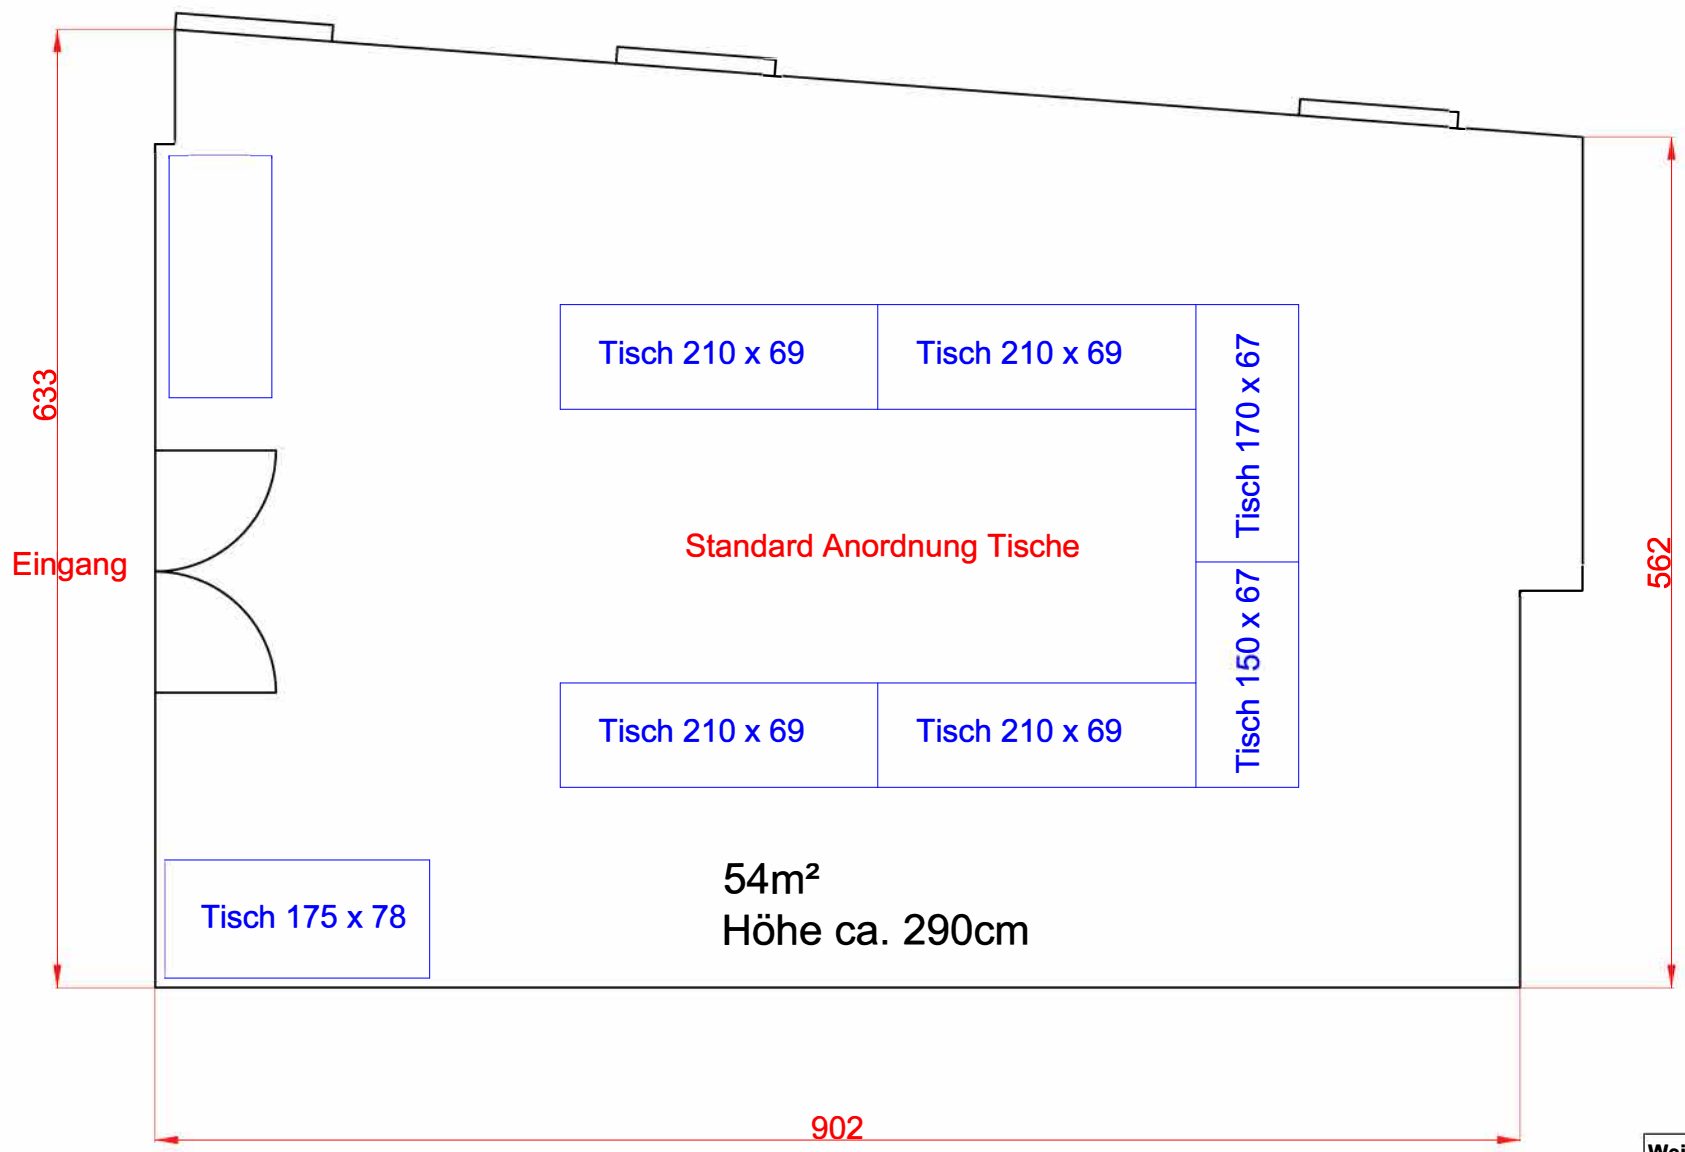 633
Tisch 210 x 69
Tisch 210 x 69
Tisch 170 x 67
Eingang
Standard Anordnung Tische
562
Tisch 150 x 67
Tisch 210 x 69
Tisch 210 x 69
Tisch 175 x 78
54m²
Höhe ca. 290cm
902